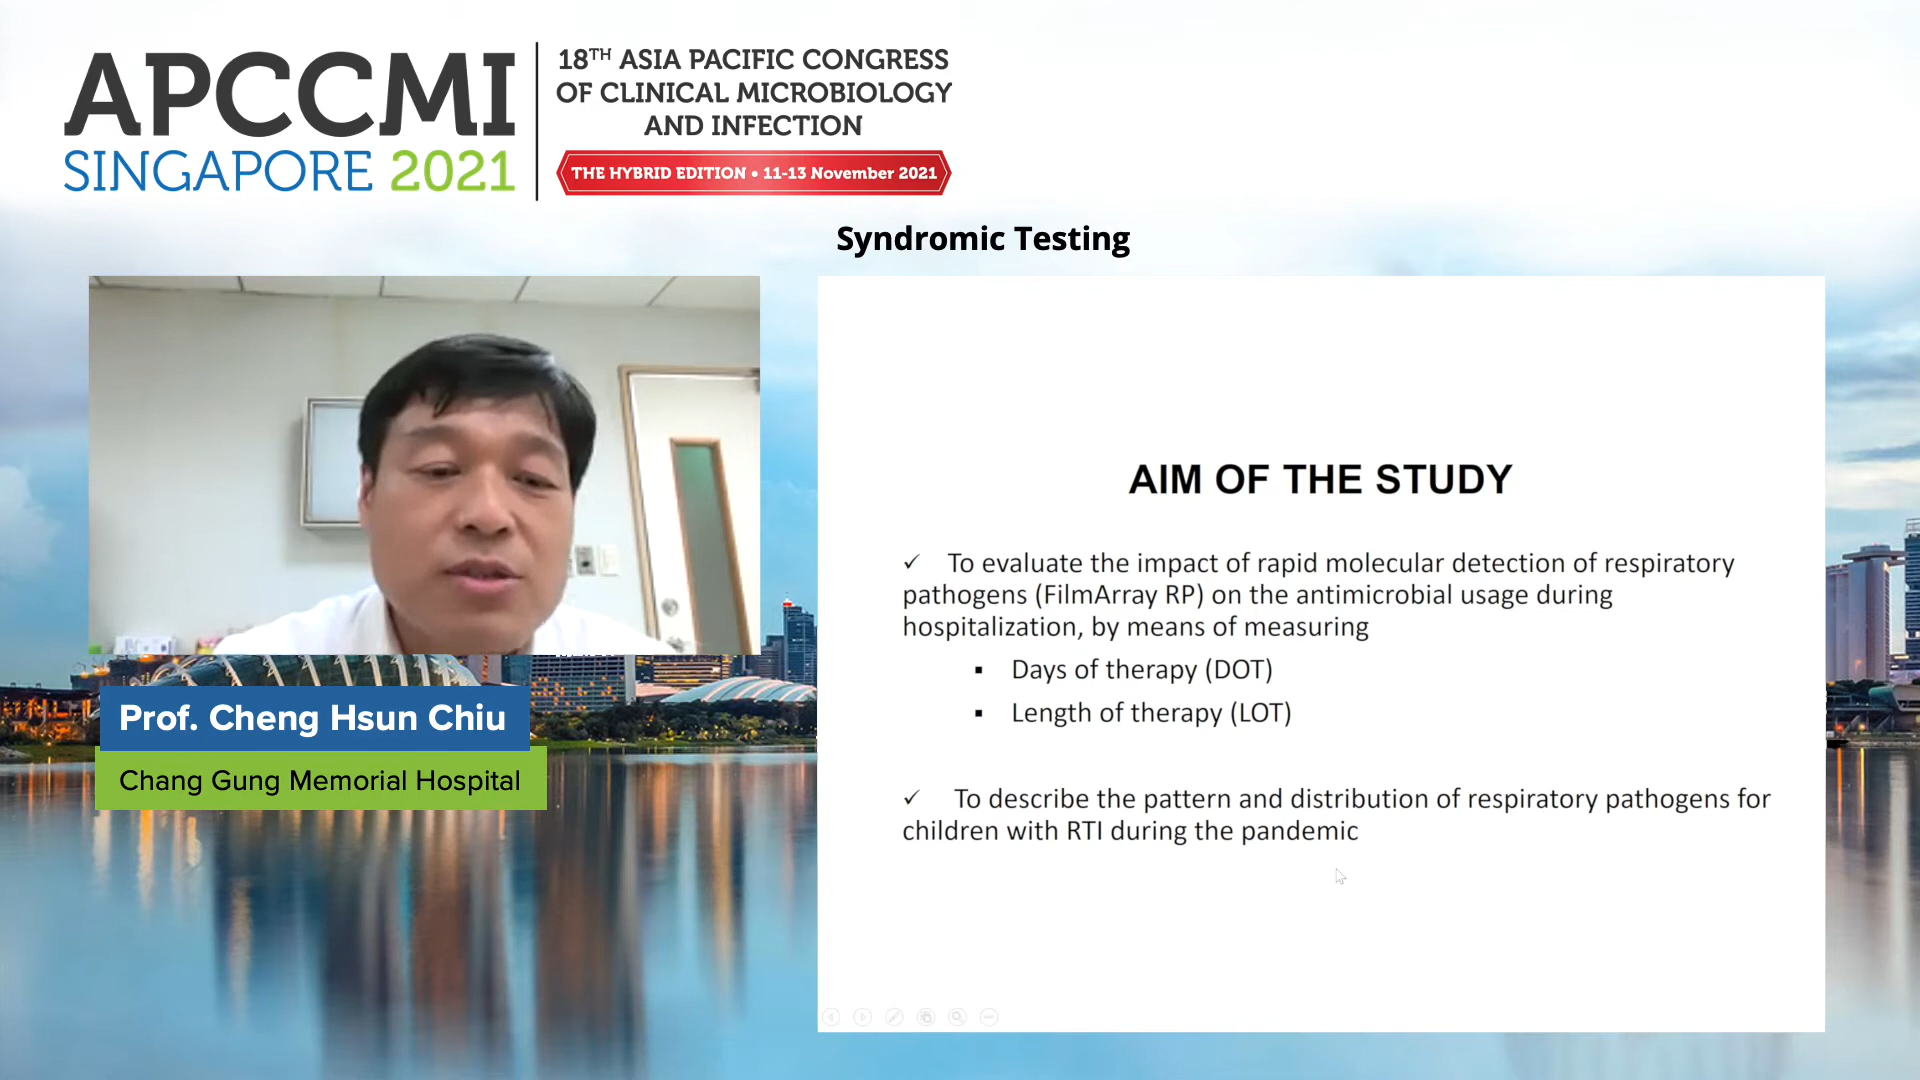 APCCMI
SINGAPORE 2021
18TH ASIA PACIFIC CONGRESS
OF CLINICAL MICROBIOLOGY
AND INFECTION
THE HYBRID EDITION • 11-13 November 2021
Syndromic Testing
Prof. Cheng Hsun Chiu
Chang Gung Memorial Hospital
AIM OF THE STUDY
✓ To evaluate the impact of rapid molecular detection of respiratory
pathogens (FilmArray RP) on the antimicrobial usage during
hospitalization, by means of measuring
▪ Days of therapy (DOT)
▪ Length of therapy (LOT)
✓ To describe the pattern and distribution of respiratory pathogens for
children with RTI during the pandemic